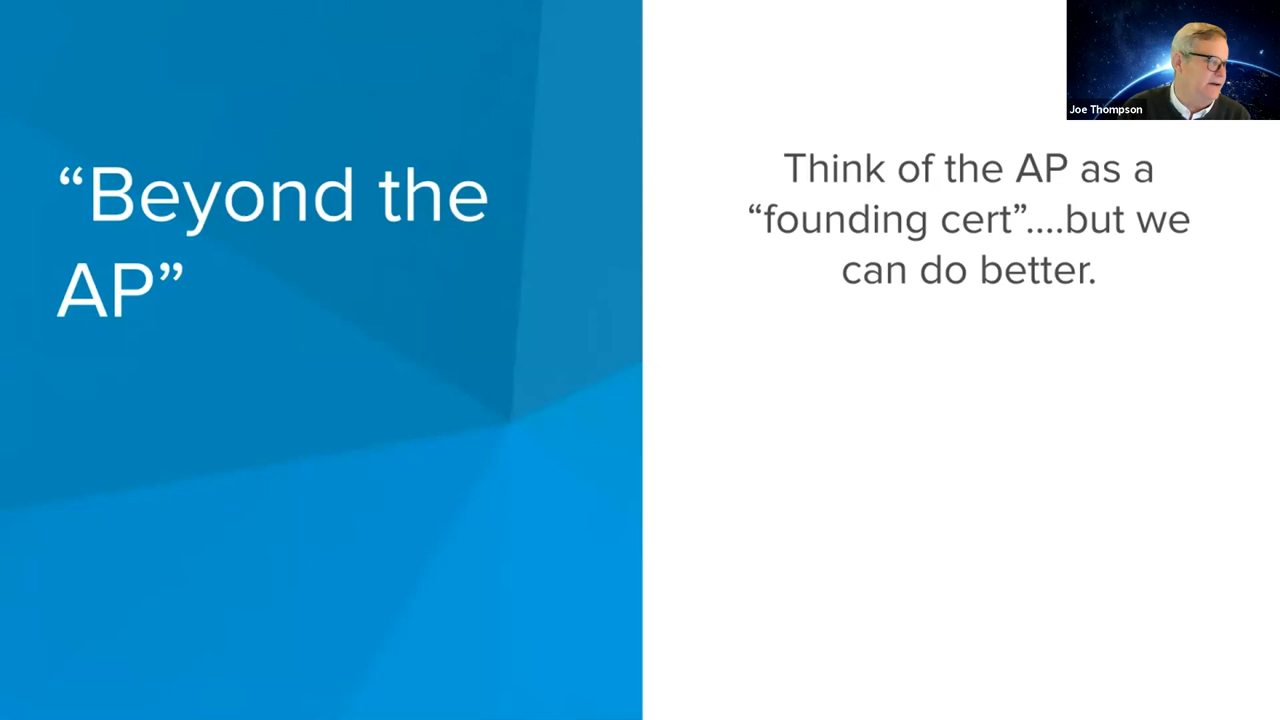 “Beyond the
AP”
Think of the AP as a
“founding cert”....but we
can do better.
Joe Thompson